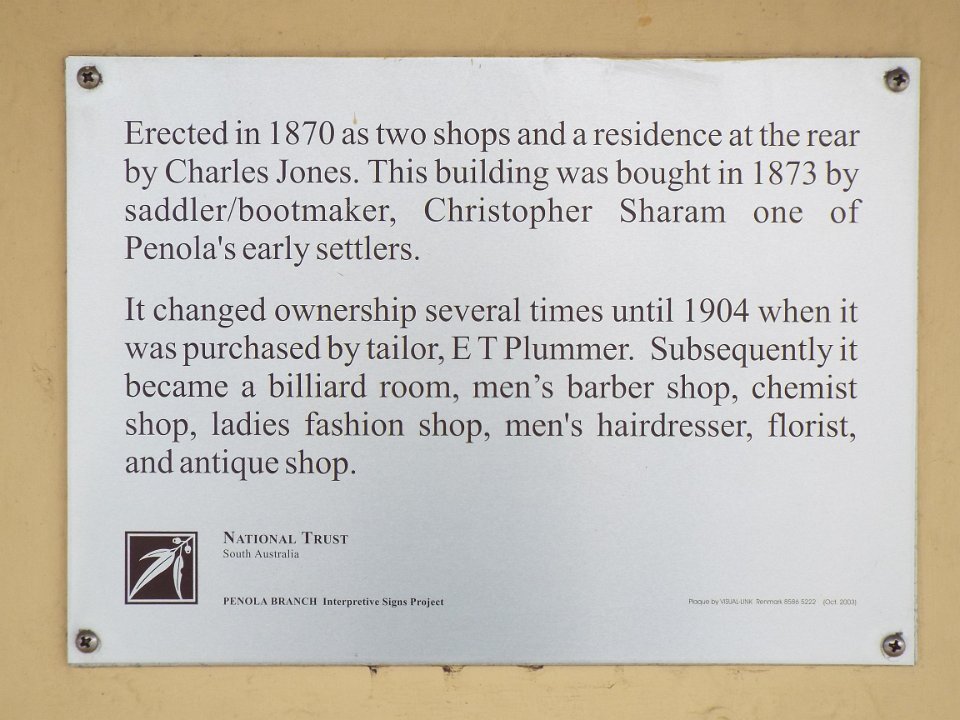 Erected in 1870 as two shops and a residence at the rear
by Charles Jones. This building was bought in 1873 by
saddler/bootmaker, Christopher Sharam one of
Penola's early settlers.
It changed ownership several times until 1904 when it
was purchased by tailor, E T Plummer. Subsequently it
became a billiard room, men’s barber shop, chemist
shop, ladies fashion shop, men's hairdresser, florist,
and antique shop.
NATIONAL TRUST
South Australia
PENOLA BRANCH Interpretive Signs Project
Plaque by VISUAL-LINK Renmark 8586 5222 (Oct 2003)